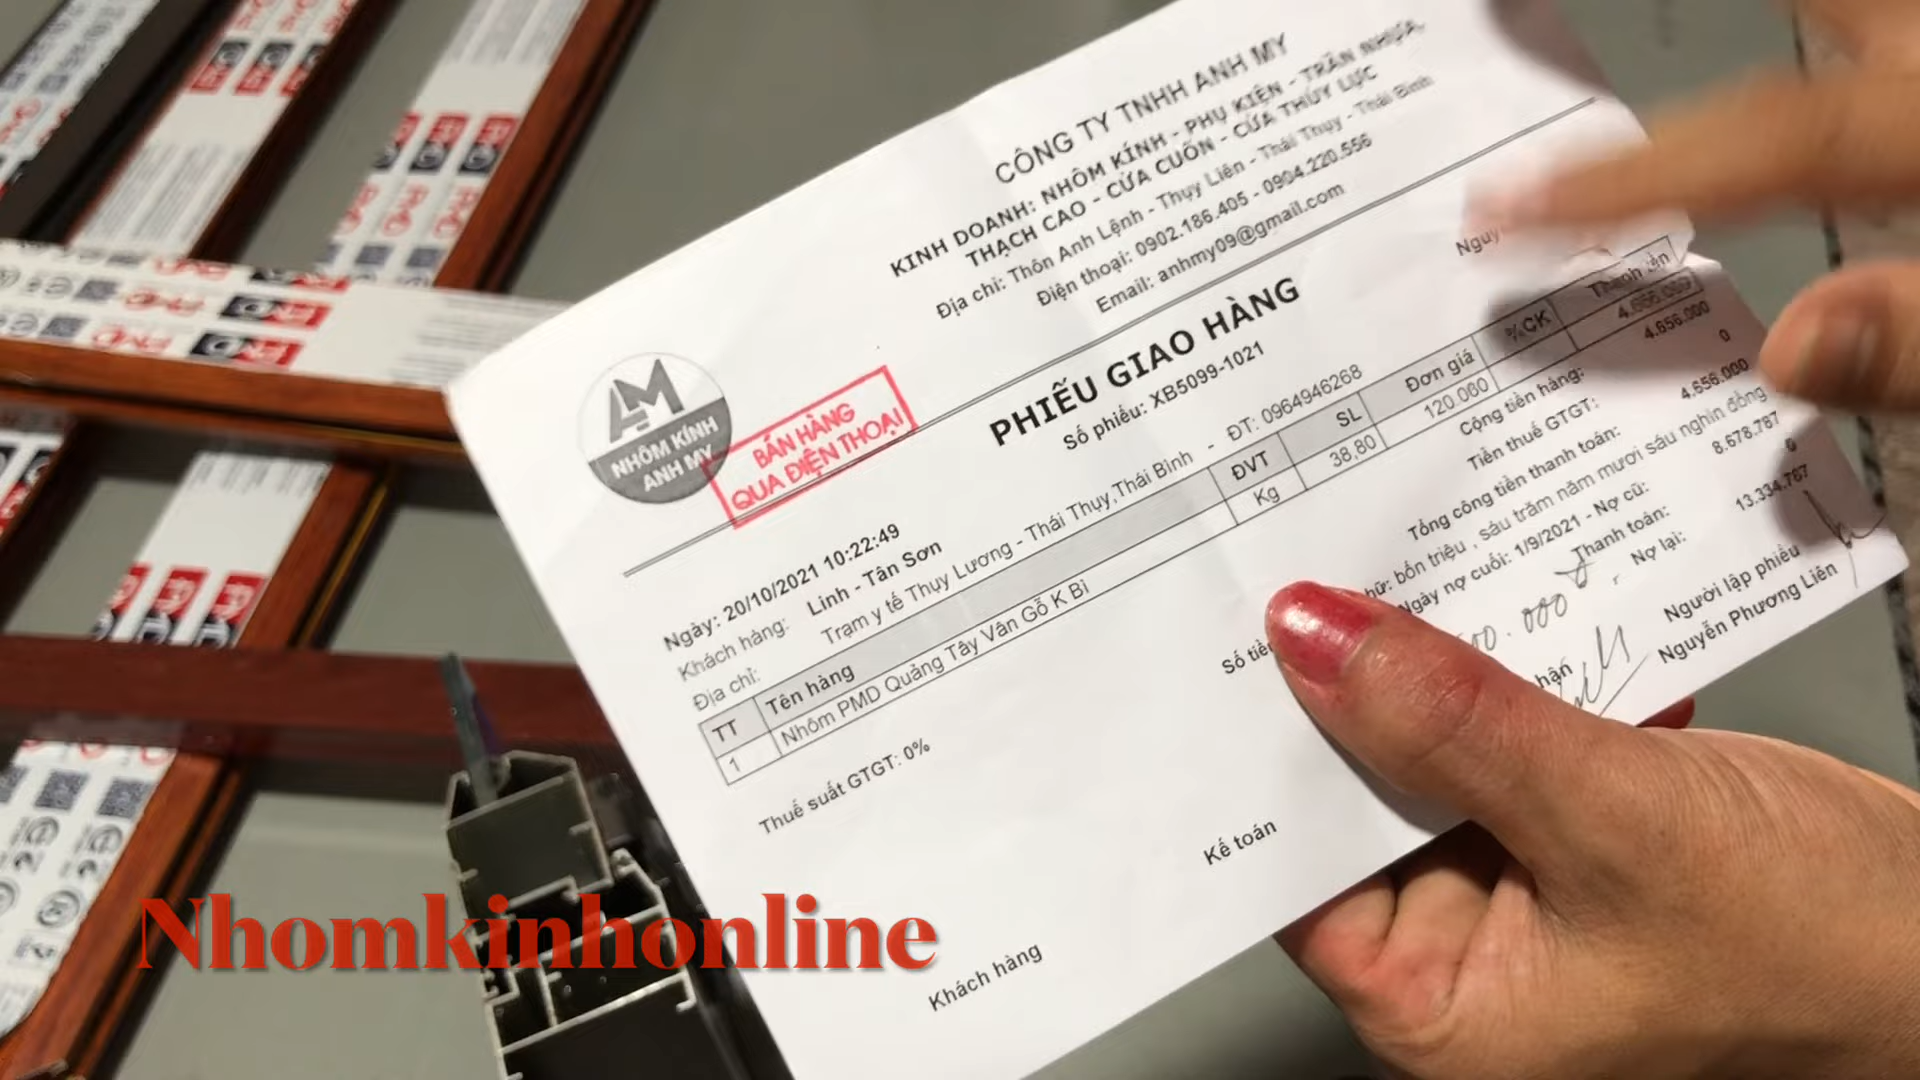 CÔNG TY TNHH ANH MY
KINH DOANH: NHÔM KÍNH - PHỤ KIỆN - TRẦN NHỰA,
THẠCH CAO - CỬA CUỐN - CỬA THỦY LỰC
Địa chỉ: Thôn Anh Lệnh - Thụy Liên - Thái Thụy - Thái Bình
Điện thoại: 0902.186.405 - 0904.220.556
Email: anhmy09@gmail.com
AM
NHÔM KÍNH
ANH MY
BÁN HÀNG
QUA ĐIỆN THOẠI
PHIẾU GIAO HÀNG
Số phiếu: XB5099-1021
Ngày: 20/10/2021 10:22:49
Khách hàng: Linh - Tân Sơn
Địa chỉ: Trạm y tế Thụy Lương - Thái Thụy,Thái Bình - ĐT: 0964946268
TT Tên hàng ĐVT SL Đơn giá %CK
1 Nhôm PMD Quảng Tây Vân Gỗ K Bi Kg 38,80 120.000 4.656.000
Cộng tiền hàng: 4.656.000
Thuế suất GTGT: 0% Tiền thuế GTGT: 0
Tổng cộng tiền thanh toán: 4.656.000
Số chữ: bốn triệu , sáu trăm năm mươi sáu nghìn đồng
Ngày nợ cuối: 1/9/2021 - Nợ cũ: 8.678.787
Thanh toán: 0
Nợ lại: 13.334.787
Khách hàng Kế toán Người lập phiếu
Nguyễn Phương Liên
Nhomkinhonline